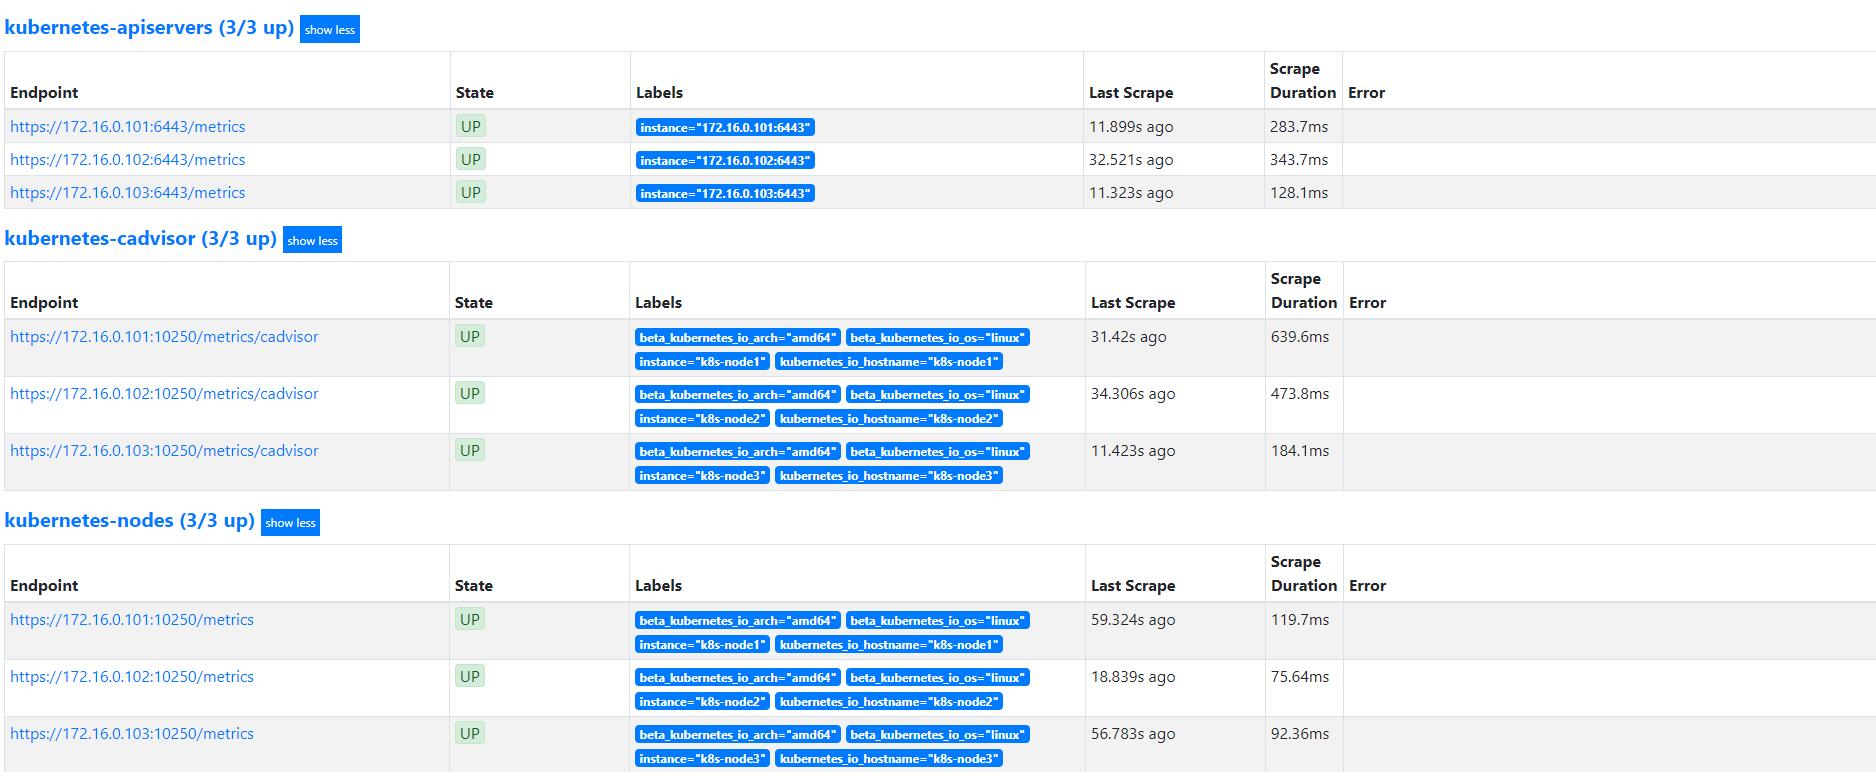 kubernetes-apiservers (3/3 up) show less
Endpoint State Labels Last Scrape Scrape Duration Error
https://172.16.0.101:6443/metrics UP instance="172.16.0.101:6443" 11.899s ago 283.7ms
https://172.16.0.102:6443/metrics UP instance="172.16.0.102:6443" 32.521s ago 343.7ms
https://172.16.0.103:6443/metrics UP instance="172.16.0.103:6443" 11.323s ago 128.1ms
kubernetes-cadvisor (3/3 up) show less
Endpoint State Labels Last Scrape Scrape Duration Error
https://172.16.0.101:10250/metrics/cadvisor UP beta_kubernetes_io_arch="amd64" beta_kubernetes_io_os="linux" 31.42s ago 639.6ms
instance="k8s-node1" kubernetes_io_hostname="k8s-node1"
https://172.16.0.102:10250/metrics/cadvisor UP beta_kubernetes_io_arch="amd64" beta_kubernetes_io_os="linux" 34.306s ago 473.8ms
instance="k8s-node2" kubernetes_io_hostname="k8s-node2"
https://172.16.0.103:10250/metrics/cadvisor UP beta_kubernetes_io_arch="amd64" beta_kubernetes_io_os="linux" 11.423s ago 184.1ms
instance="k8s-node3" kubernetes_io_hostname="k8s-node3"
kubernetes-nodes (3/3 up) show less
Endpoint State Labels Last Scrape Scrape Duration Error
https://172.16.0.101:10250/metrics UP beta_kubernetes_io_arch="amd64" beta_kubernetes_io_os="linux" 59.324s ago 119.7ms
instance="k8s-node1" kubernetes_io_hostname="k8s-node1"
https://172.16.0.102:10250/metrics UP beta_kubernetes_io_arch="amd64" beta_kubernetes_io_os="linux" 18.839s ago 75.64ms
instance="k8s-node2" kubernetes_io_hostname="k8s-node2"
https://172.16.0.103:10250/metrics UP beta_kubernetes_io_arch="amd64" beta_kubernetes_io_os="linux" 56.783s ago 92.36ms
instance="k8s-node3" kubernetes_io_hostname="k8s-node3"